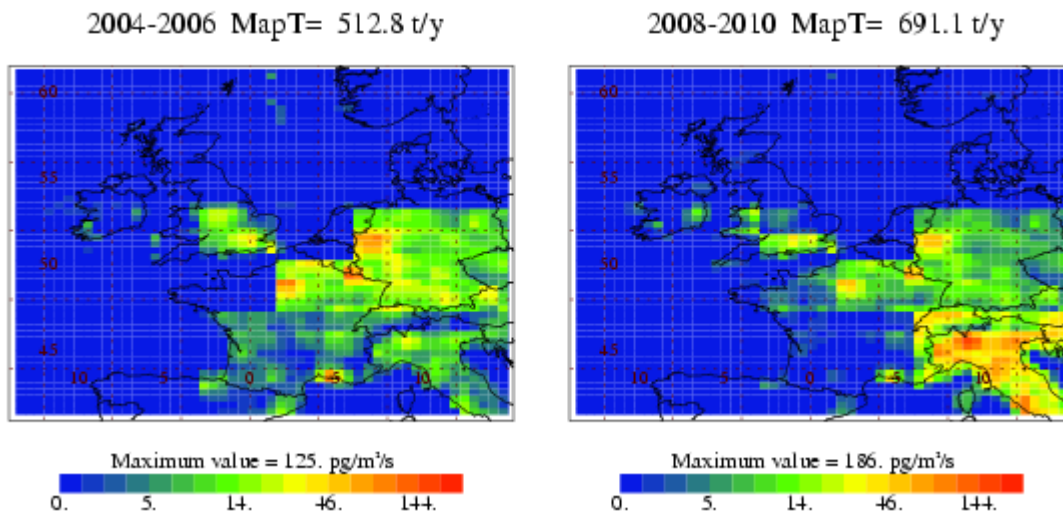 2004-2006 MapT= 512.8 t/y
2008-2010 MapT= 691.1 t/y
60
55
50
45
10
0
5
10
60
55
50
45
10
0
5
10
Maximum value = 125. pg/m²/s
0. 5. 14. 46. 144.
Maximum value = 186. pg/m²/s
0. 5. 14. 46. 144.